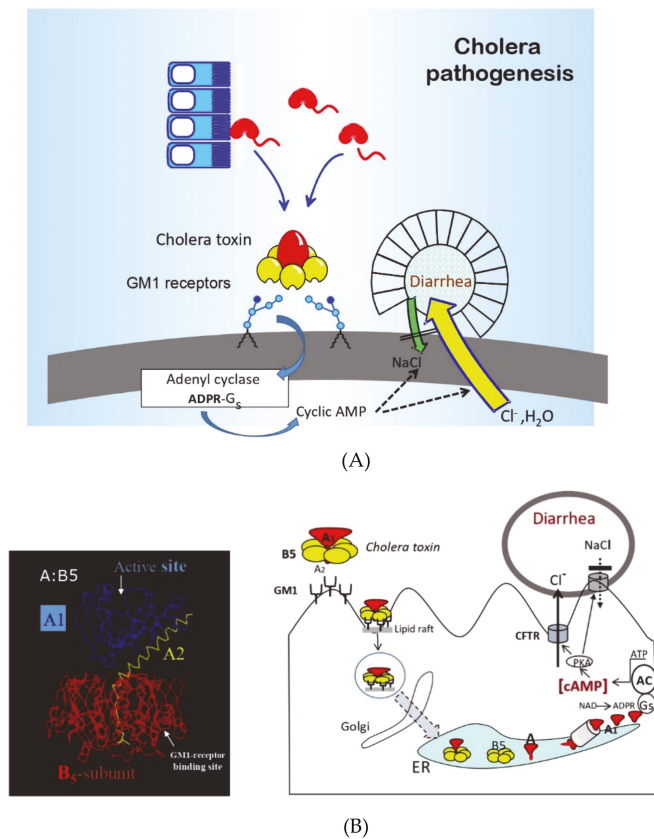 Cholera
pathogenesis
Cholera toxin
GM1 receptors
Diarrhea
NaCl
Adenyl cyclase
ADPR-Gs
Cyclic AMP
Cl⁻,H₂O
(A)
A:B5
Active site
A1
A2
GM1-receptor
binding site
B₅-subunit
B5
A₁
Cholera toxin
A₂
GM1
Lipid raft
Golgi
ER
B5
A
A₁
Diarrhea
NaCl
Cl⁻
CFTR
PKA
ATP
[cAMP]
AC
NAD
ADPR
Gs
(B)